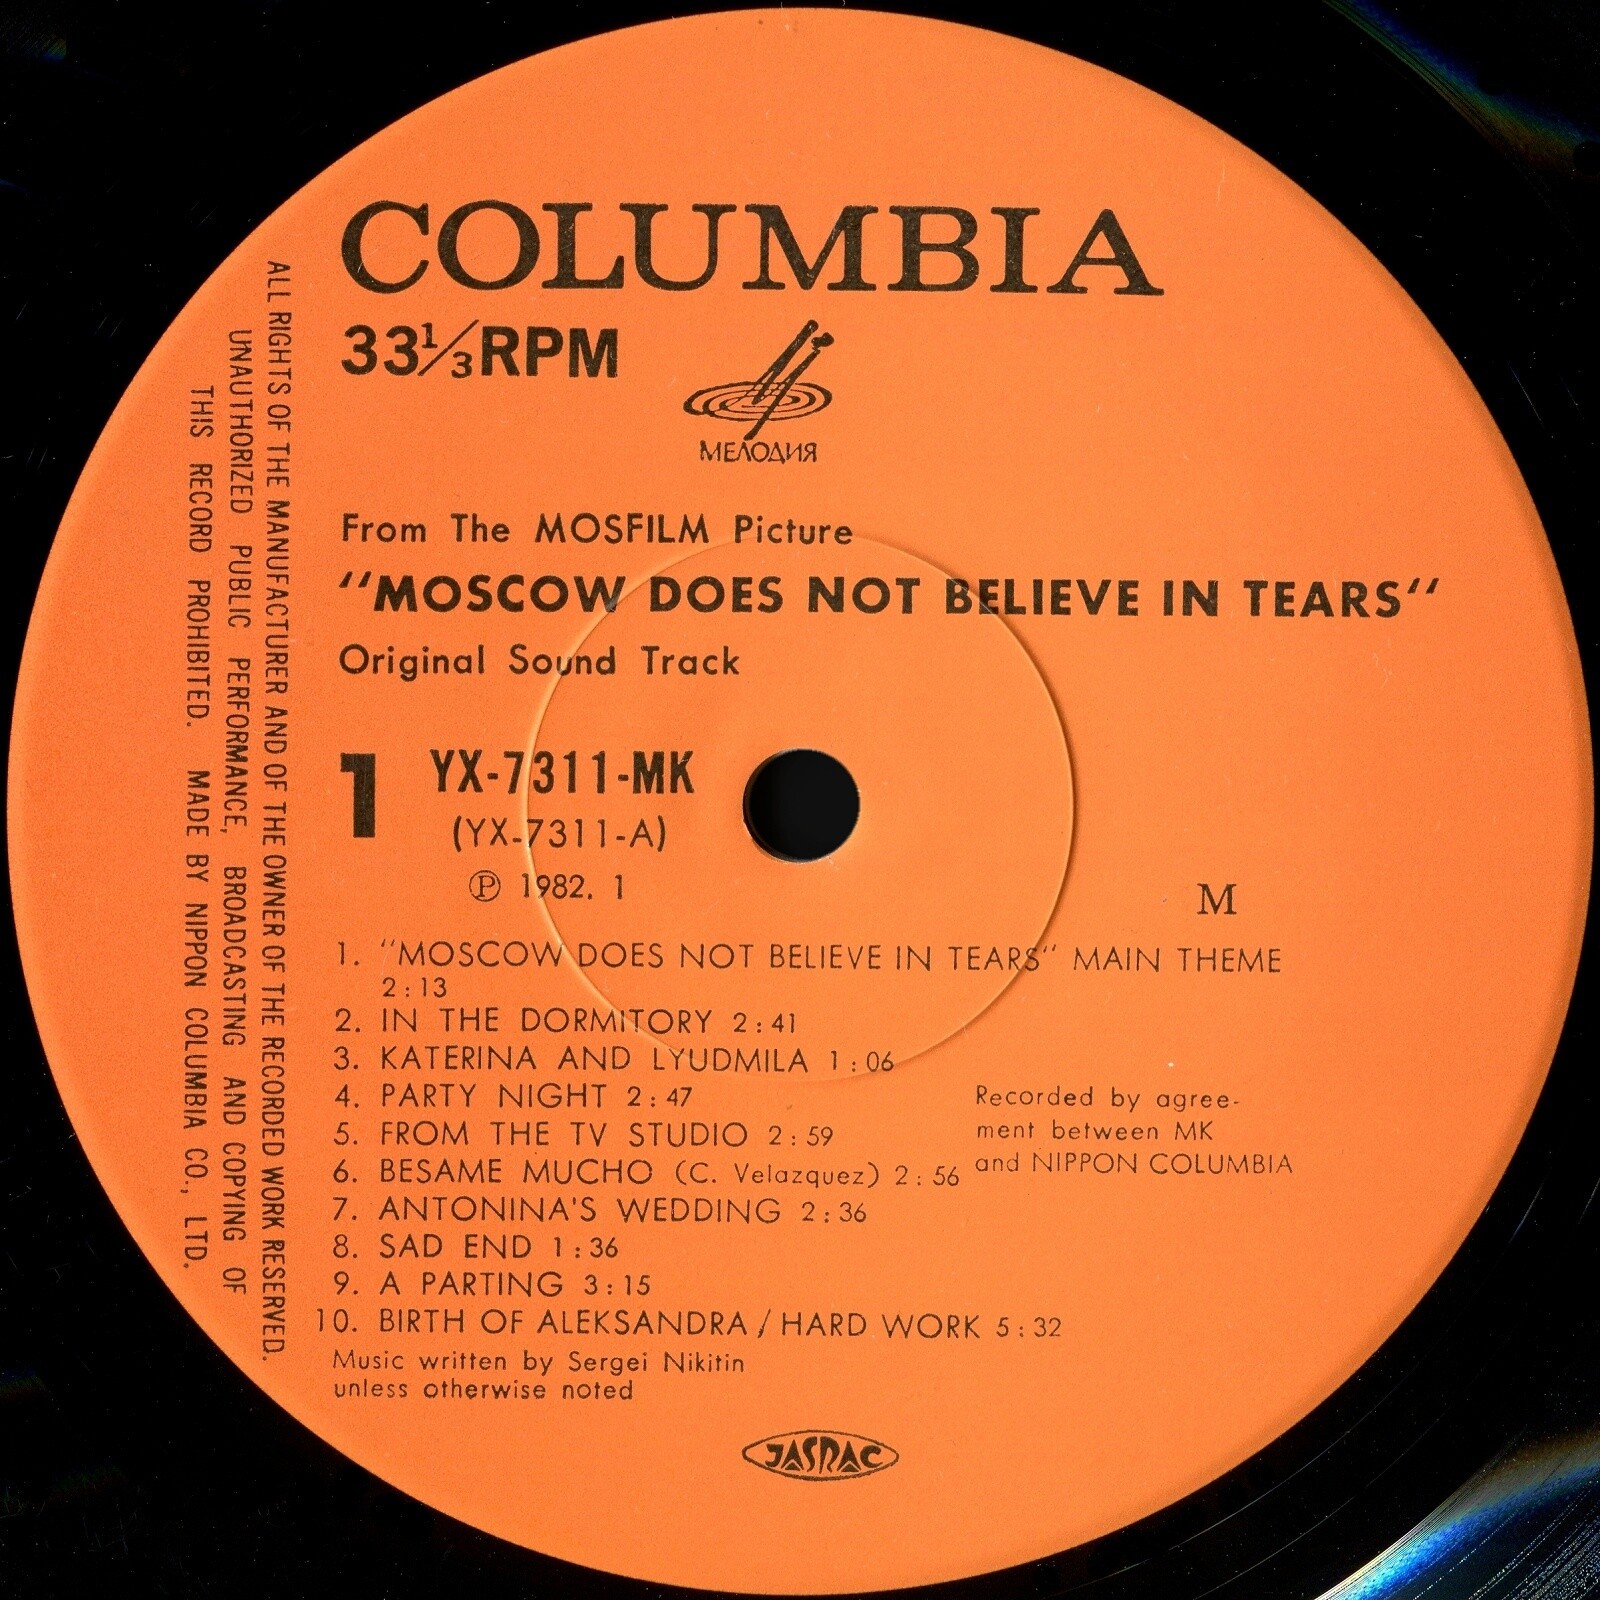 COLUMBIA
33 1/3 RPM
МЕЛОДИЯ
From The MOSFILM Picture
"MOSCOW DOES NOT BELIEVE IN TEARS"
Original Sound Track
1 YX-7311-MK
(YX-7311-A)
Ⓟ 1982. 1
M
1. "MOSCOW DOES NOT BELIEVE IN TEARS" MAIN THEME
2:13
2. IN THE DORMITORY 2:41
3. KATERINA AND LYUDMILA 1:06
4. PARTY NIGHT 2:47
5. FROM THE TV STUDIO 2:59
6. BESAME MUCHO (C. Velazquez) 2:56
7. ANTONINA'S WEDDING 2:36
8. SAD END 1:36
9. A PARTING 3:15
10. BIRTH OF ALEKSANDRA / HARD WORK 5:32
Music written by Sergei Nikitin
unless otherwise noted
Recorded by agree-
ment between MK
and NIPPON COLUMBIA
JASRAC
ALL RIGHTS OF THE MANUFACTURER AND OF THE OWNER OF THE RECORDED WORK RESERVED.
UNAUTHORIZED PUBLIC PERFORMANCE, BROADCASTING AND COPYING OF
THIS RECORD PROHIBITED. MADE BY NIPPON COLUMBIA CO., LTD.